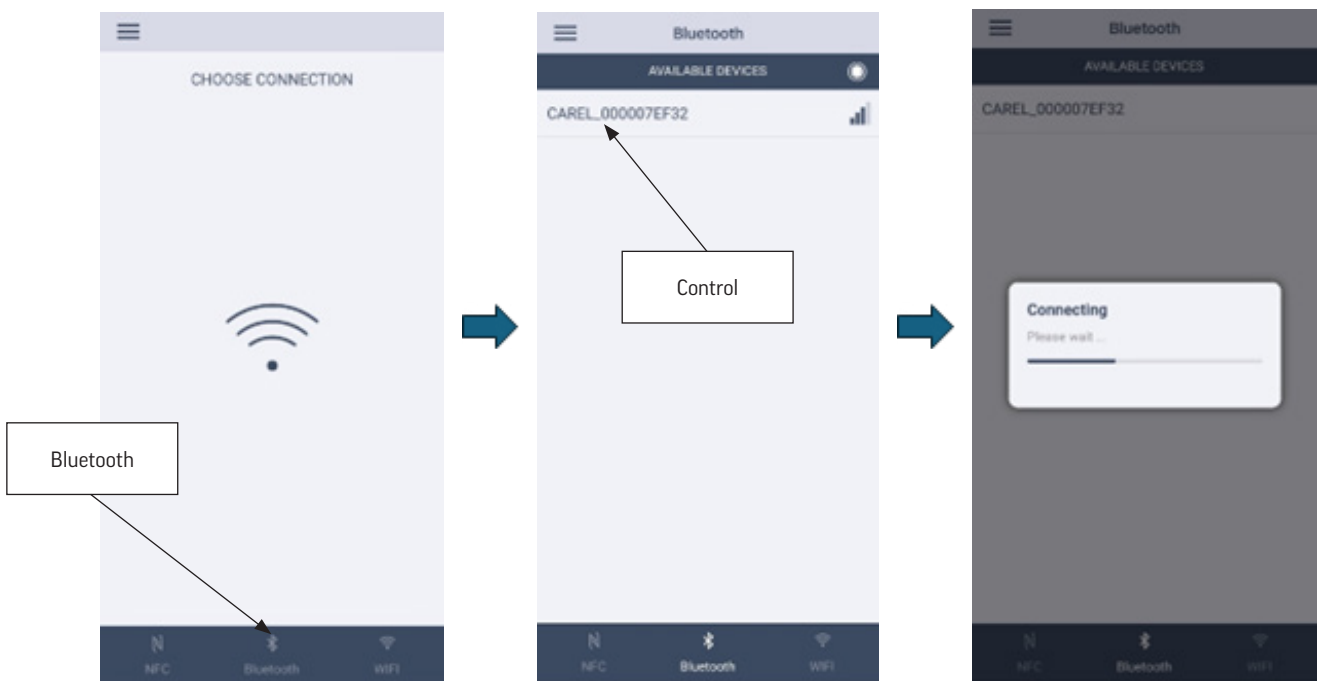 CHOOSE CONNECTION
Bluetooth
NFC
Bluetooth
WIFI
Bluetooth
AVAILABLE DEVICES
CAREL_000007EF32
Control
NFC
Bluetooth
WIFI
Bluetooth
AVAILABLE DEVICES
CAREL_000007EF32
Connecting
Please wait ...
NFC
Bluetooth
WIFI